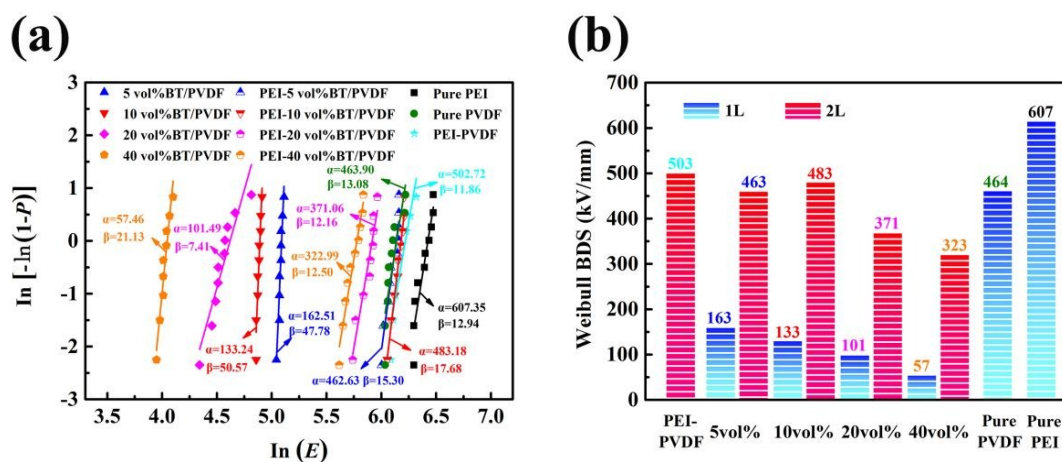 (a)
(b)
3
2
1
0
-1
-2
-3
ln [-ln(1-P)]
5 vol%BT/PVDF
PEI-5 vol%BT/PVDF
Pure PEI
10 vol%BT/PVDF
PEI-10 vol%BT/PVDF
Pure PVDF
20 vol%BT/PVDF
PEI-20 vol%BT/PVDF
PEI-PVDF
40 vol%BT/PVDF
PEI-40 vol%BT/PVDF
α=463.90
β=13.08
α=502.72
β=11.86
α=57.46
β=21.13
α=101.49
β=7.41
α=371.06
β=12.16
α=322.99
β=12.50
α=162.51
β=47.78
α=607.35
β=12.94
α=133.24
β=50.57
α=462.63 β=15.30
α=483.18
β=17.68
3.5 4.0 4.5 5.0 5.5 6.0 6.5 7.0
ln (E)
Weibull BDS (kV/mm)
700
600
500
400
300
200
100
0
1L
2L
503
163
463
133
483
101
371
57
323
464
607
PEI-
PVDF
5vol%
10vol%
20vol%
40vol%
Pure
PVDF
Pure
PEI